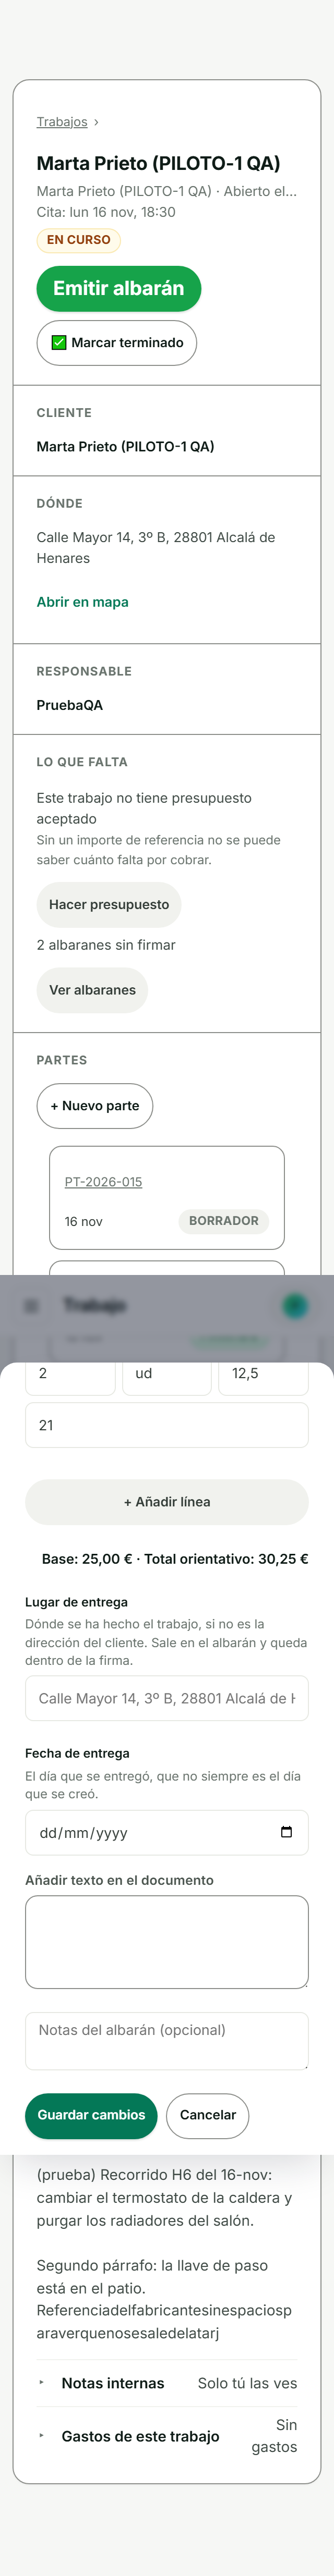 Trabajos ›
Marta Prieto (PILOTO-1 QA)
Marta Prieto (PILOTO-1 QA) · Abierto el...
Cita: lun 16 nov, 18:30
EN CURSO
Emitir albarán
✅ Marcar terminado
CLIENTE
Marta Prieto (PILOTO-1 QA)
DÓNDE
Calle Mayor 14, 3º B, 28801 Alcalá de
Henares
Abrir en mapa
RESPONSABLE
PruebaQA
LO QUE FALTA
Este trabajo no tiene presupuesto
aceptado
Sin un importe de referencia no se puede
saber cuánto falta por cobrar.
Hacer presupuesto
2 albaranes sin firmar
Ver albaranes
PARTES
+ Nuevo parte
PT-2026-015
16 nov
BORRADOR
Trabajo
2
ud
12,5
21
+ Añadir línea
Base: 25,00 € · Total orientativo: 30,25 €
Lugar de entrega
Dónde se ha hecho el trabajo, si no es la
dirección del cliente. Sale en el albarán y queda
dentro de la firma.
Calle Mayor 14, 3º B, 28801 Alcalá de
Fecha de entrega
El día que se entregó, que no siempre es el día
que se creó.
dd/mm/yyyy
Añadir texto en el documento
Notas del albarán (opcional)
Guardar cambios
Cancelar
(prueba) Recorrido H6 del 16-nov:
cambiar el termostato de la caldera y
purgar los radiadores del salón.
Segundo párrafo: la llave de paso
está en el patio.
Referenciadelfabricantesinespaciosp
araverquenosesaledelatarj
Notas internas
Solo tú las ves
Gastos de este trabajo
Sin
gastos